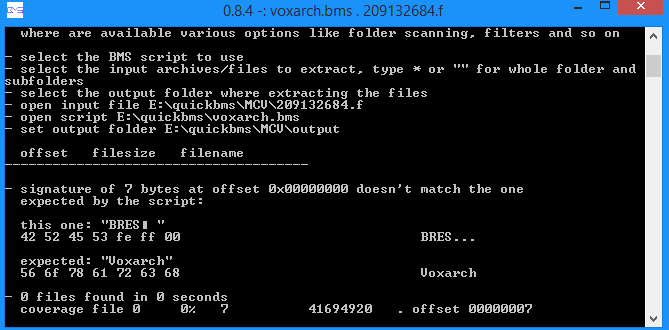 0.8.4 -: voxarch.bms . 209132684.f
where are available various options like folder scanning, filters and so on
- select the BMS script to use
- select the input archives/files to extract, type * or "" for whole folder and
subfolders
- select the output folder where extracting the files
- open input file E:\quickbms\MCV\209132684.f
- open script E:\quickbms\voxarch.bms
- set output folder E:\quickbms\MCV\output
offset   filesize   filename
--------------------------------------
- signature of 7 bytes at offset 0x00000000 doesn't match the one
expected by the script:
this one: "BRES▮ "
42 52 45 53 fe ff 00                                     BRES...
expected: "Voxarch"
56 6f 78 61 72 63 68                                     Voxarch
- 0 files found in 0 seconds
coverage file 0     0%   7          41694920   . offset 00000007